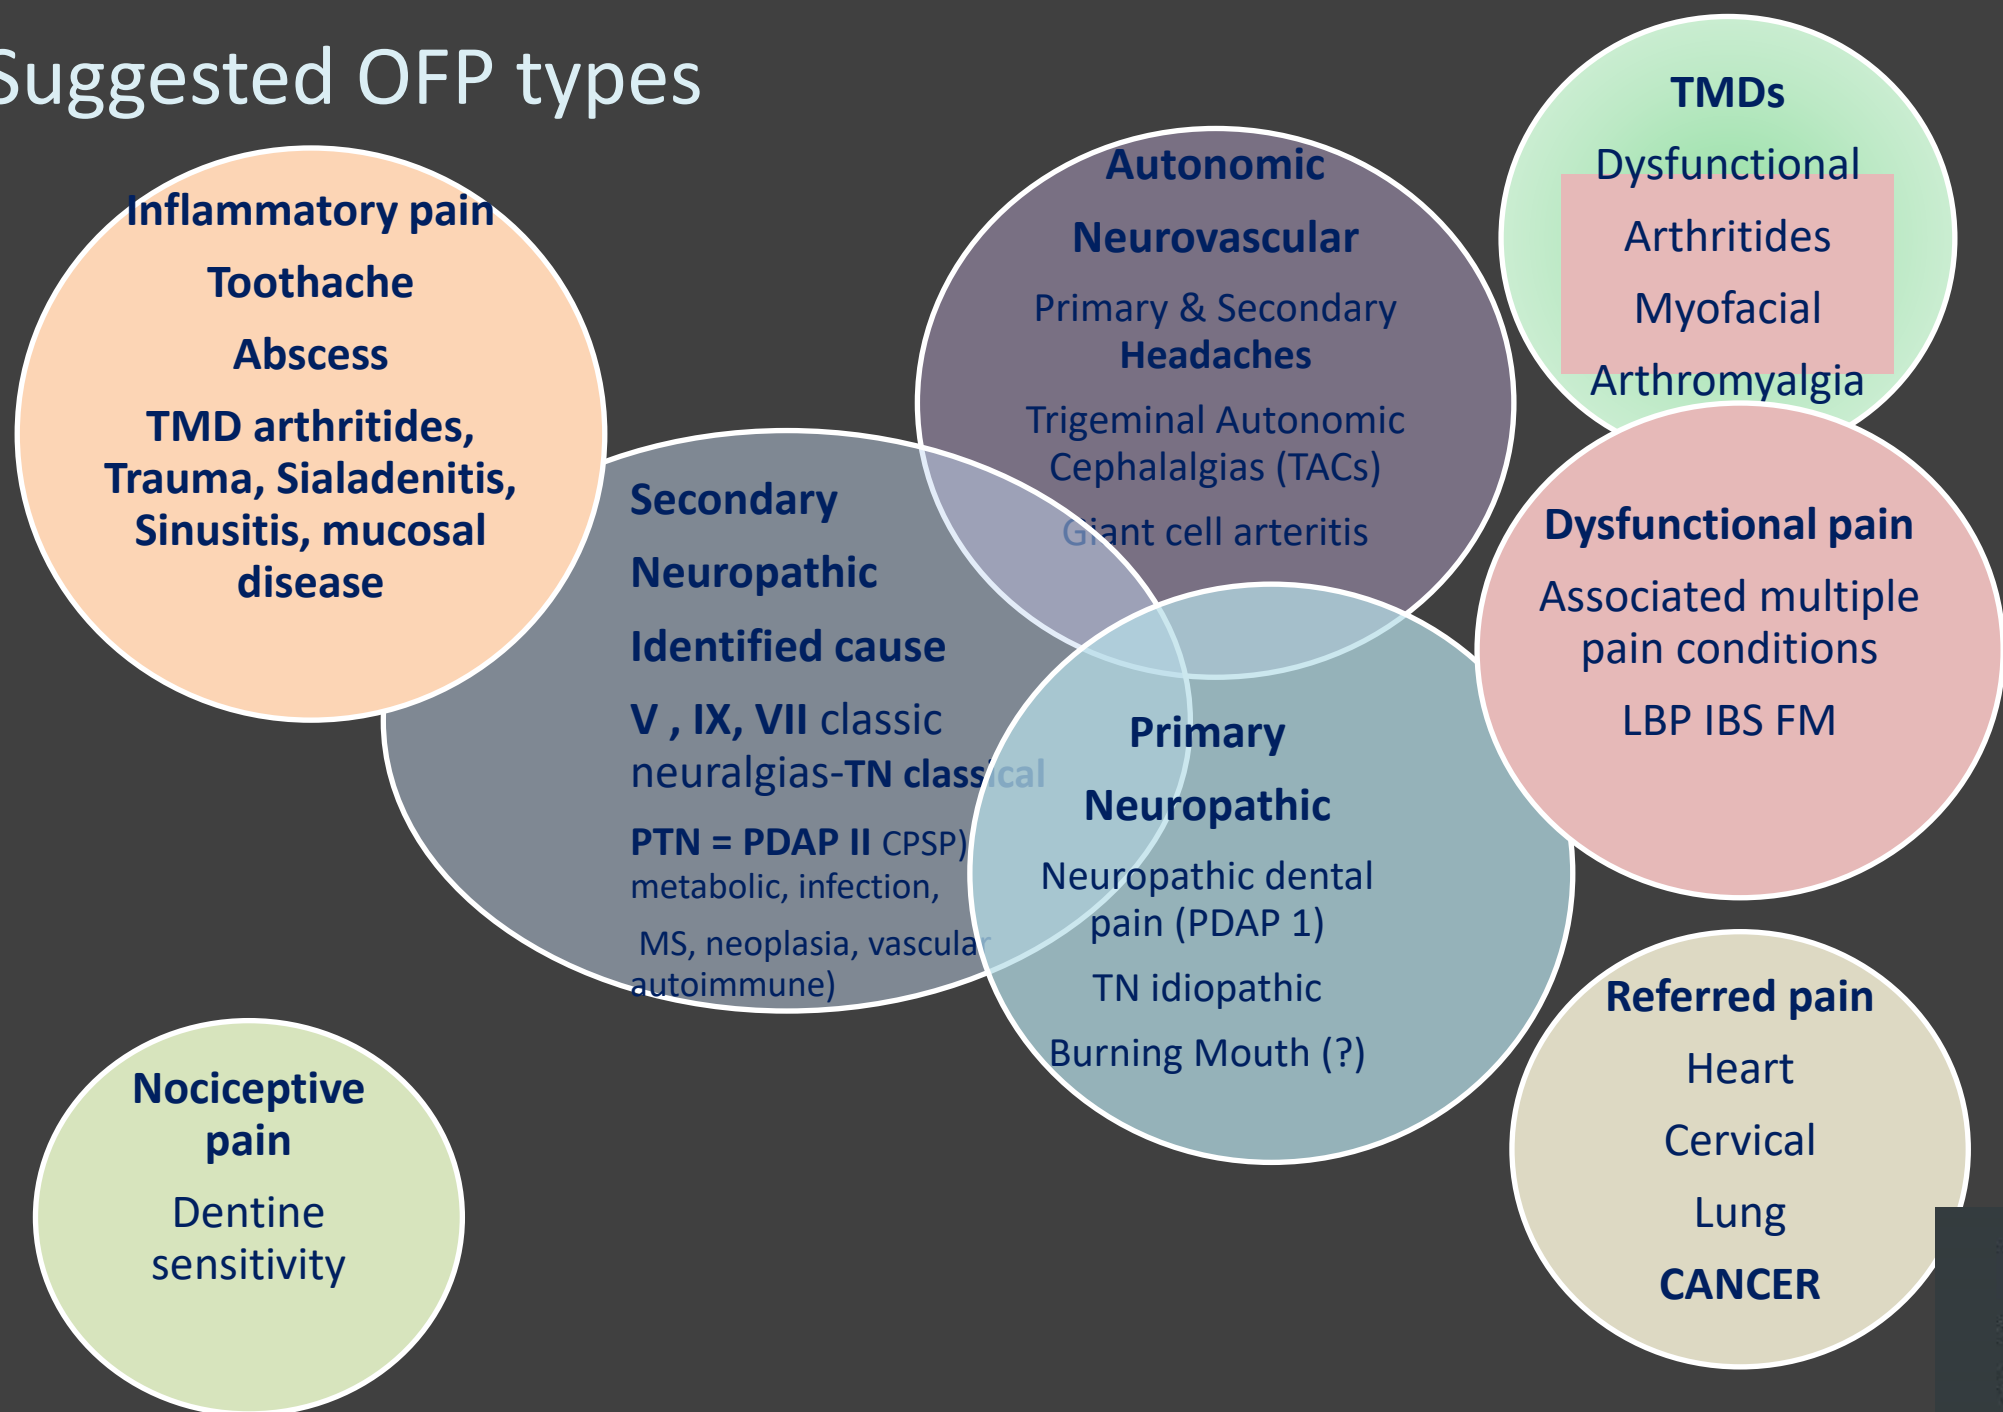 Suggested OFP types
Inflammatory pain
Toothache
Abscess
TMD arthritides,
Trauma, Sialadenitis,
Sinusitis, mucosal
disease
Nociceptive
pain
Dentine
sensitivity
Secondary
Neuropathic
Identified cause
V , IX, VII classic
neuralgias-TN classical
PTN = PDAP II CPSP)
metabolic, infection,
MS, neoplasia, vascular
autoimmune)
Autonomic
Neurovascular
Primary & Secondary
Headaches
Trigeminal Autonomic
Cephalalgias (TACs)
Giant cell arteritis
Primary
Neuropathic
Neuropathic dental
pain (PDAP 1)
TN idiopathic
Burning Mouth (?)
TMDs
Dysfunctional
Arthritides
Myofacial
Arthromyalgia
Dysfunctional pain
Associated multiple
pain conditions
LBP IBS FM
Referred pain
Heart
Cervical
Lung
CANCER